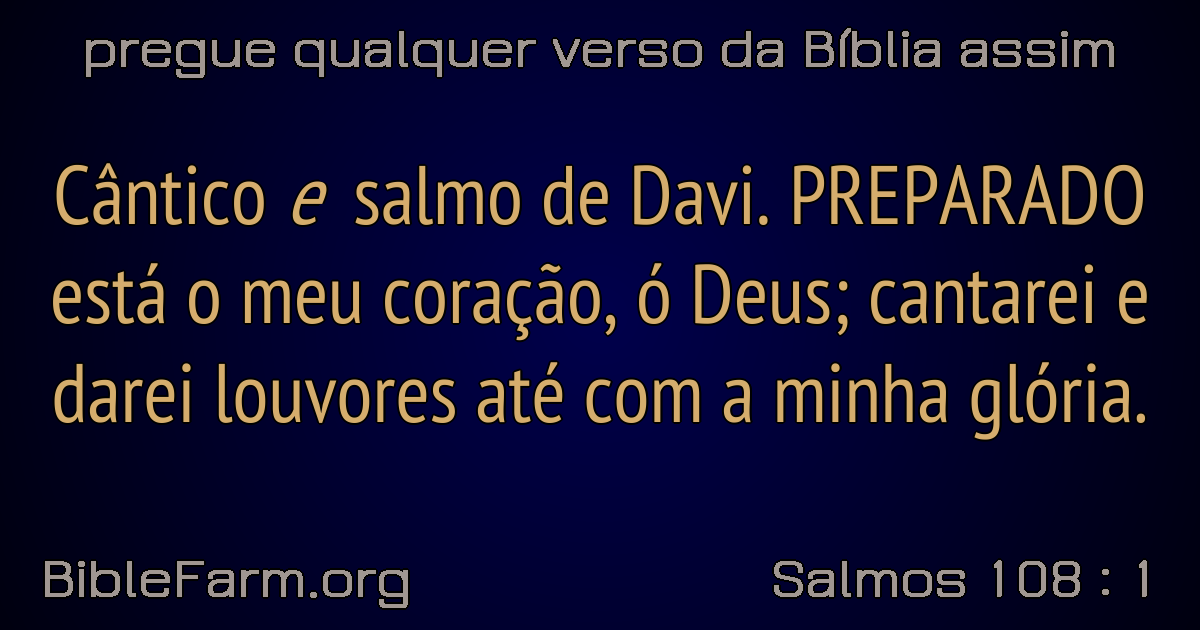 pregue qualquer verso da Bíblia assim
Cântico e salmo de Davi. PREPARADO
está o meu coração, ó Deus; cantarei e
darei louvores até com a minha glória.
BibleFarm.org
Salmos 108 : 1